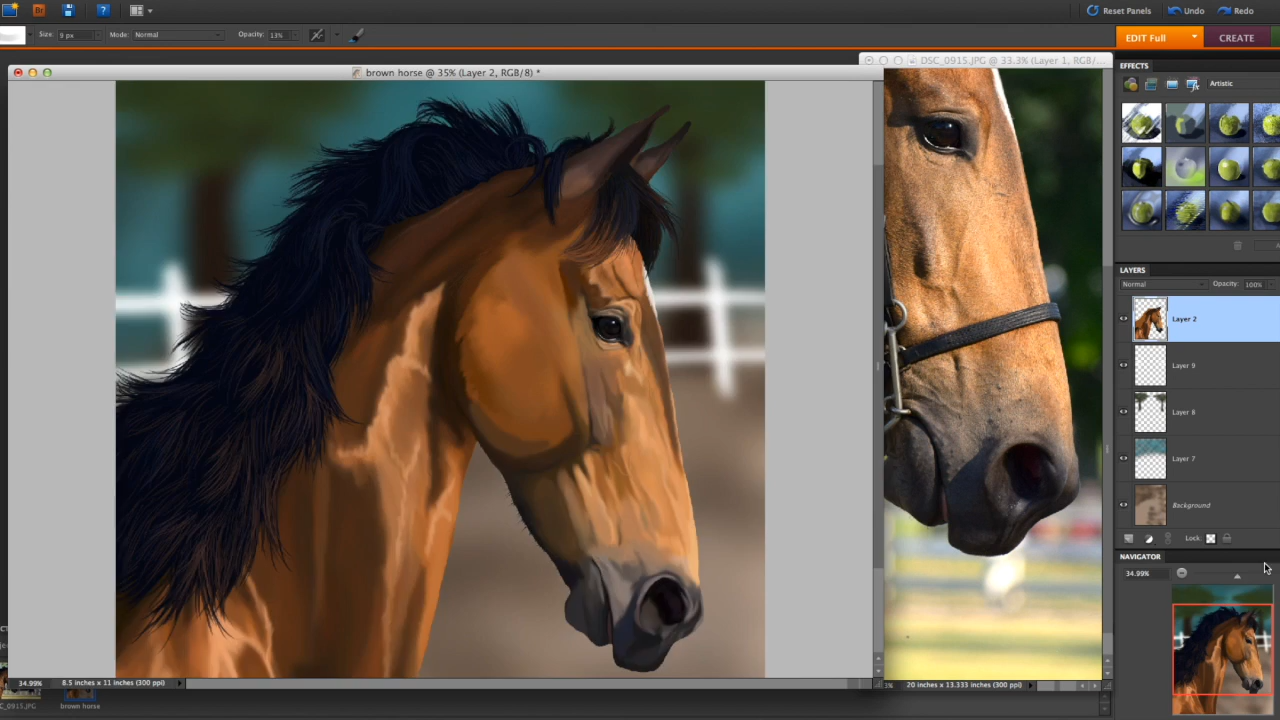 Br
?
Reset Panels
Undo
Redo
Size: 9 px
Mode: Normal
Opacity: 13%
EDIT Full
CREATE
brown horse @ 35% (Layer 2, RGB/8) *
DSC_0915.JPG @ 33.3% (Layer 1, RGB/...
EFFECTS
Artistic
LAYERS
Normal
Opacity: 100%
Layer 2
Layer 9
Layer 8
Layer 7
Background
Lock:
NAVIGATOR
34.99%
34.99%
8.5 inches x 11 inches (300 ppi)
3%
20 inches x 13.333 inches (300 ppi)
SC_0915.JPG
brown horse